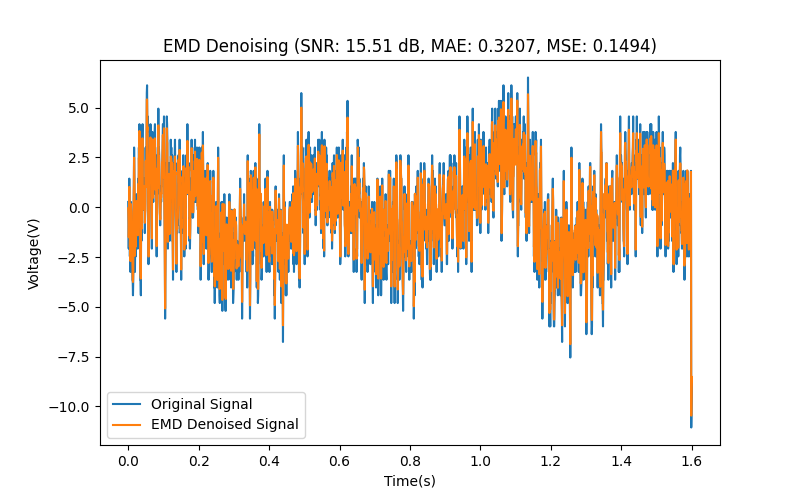 EMD Denoising (SNR: 15.51 dB, MAE: 0.3207, MSE: 0.1494)
5.0
2.5
0.0
−2.5
−5.0
−7.5
−10.0
Voltage(V)
Original Signal
EMD Denoised Signal
0.0 0.2 0.4 0.6 0.8 1.0 1.2 1.4 1.6
Time(s)